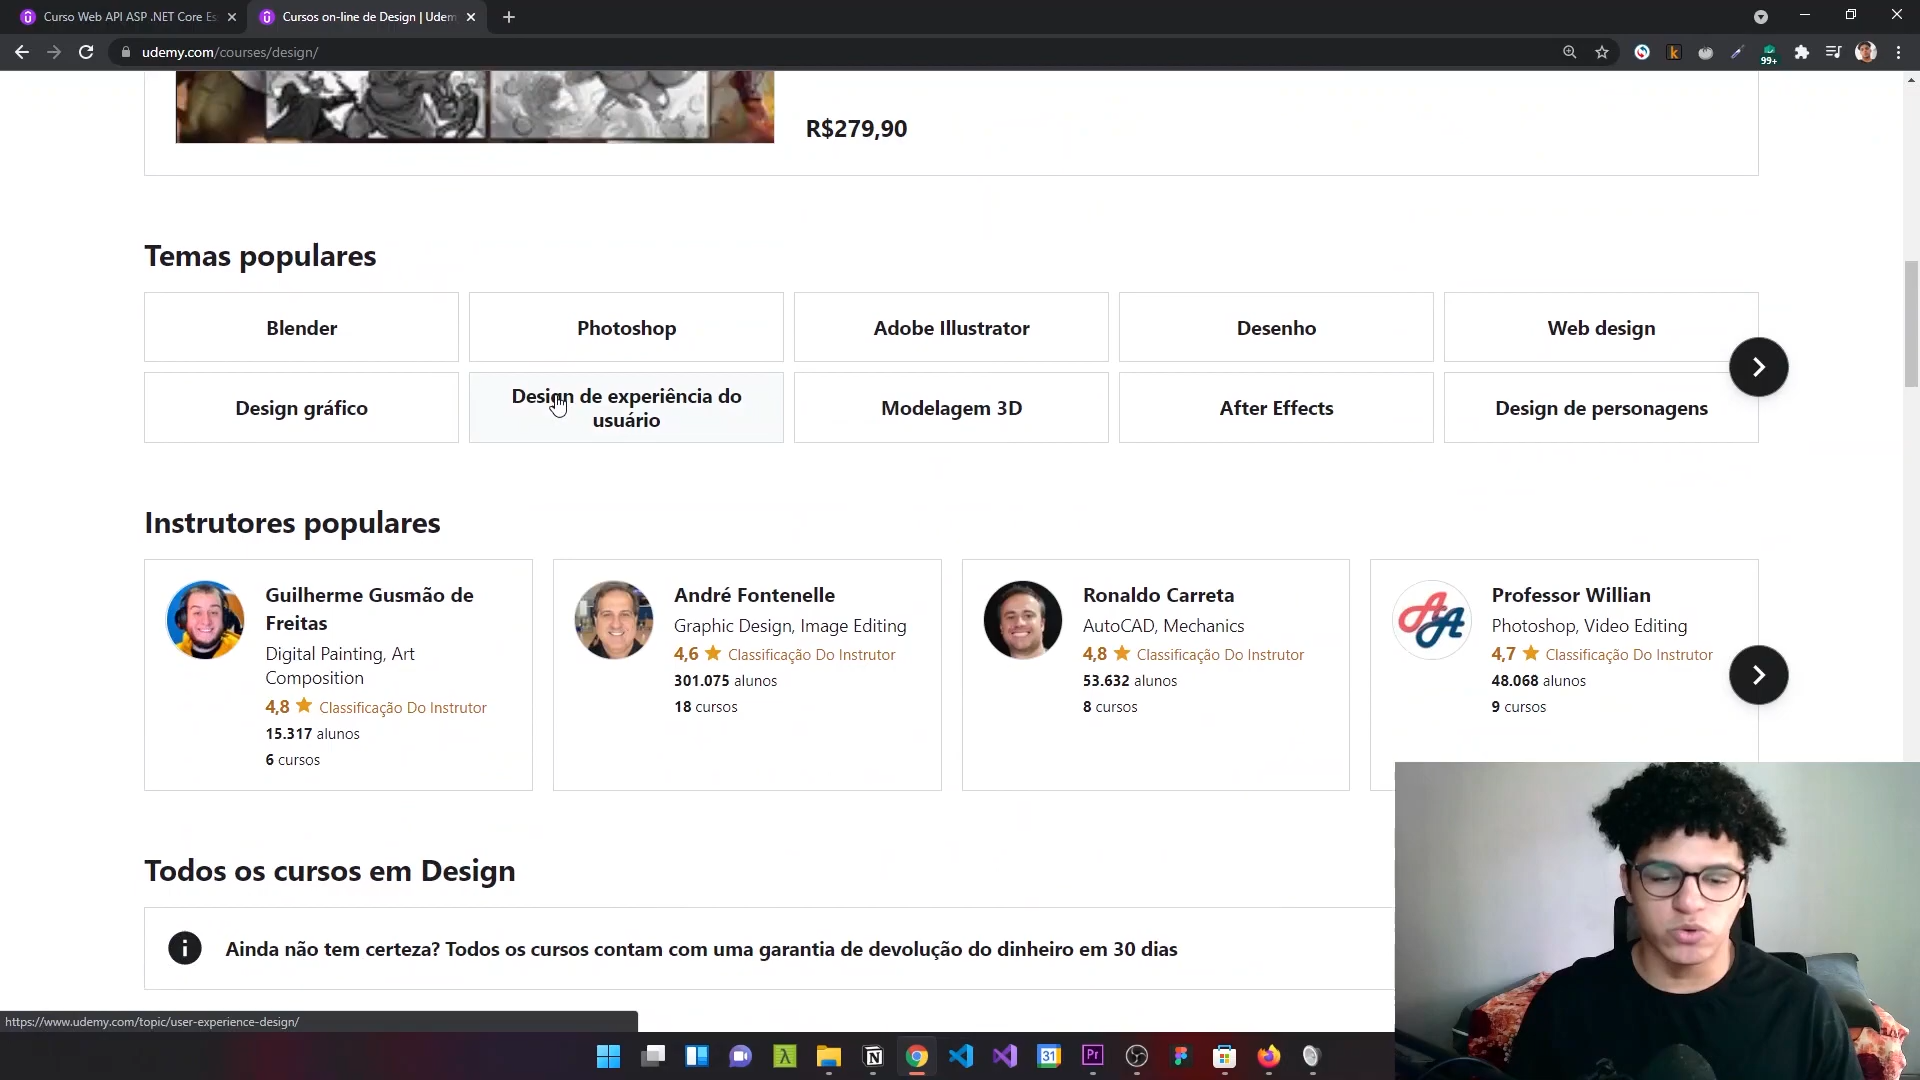 Curso Web API ASP .NET Core Es
Cursos on-line de Design | Udem
udemy.com/courses/design/
99+
R$279,90
Temas populares
Blender
Photoshop
Adobe Illustrator
Desenho
Web design
Design gráfico
Design de experiência do
usuário
Modelagem 3D
After Effects
Design de personagens
Instrutores populares
Guilherme Gusmão de
Freitas
Digital Painting, Art
Composition
4,8 Classificação Do Instrutor
15.317 alunos
6 cursos
André Fontenelle
Graphic Design, Image Editing
4,6 Classificação Do Instrutor
301.075 alunos
18 cursos
Ronaldo Carreta
AutoCAD, Mechanics
4,8 Classificação Do Instrutor
53.632 alunos
8 cursos
AA
Professor Willian
Photoshop, Video Editing
4,7 Classificação Do Instrutor
48.068 alunos
9 cursos
Todos os cursos em Design
Ainda não tem certeza? Todos os cursos contam com uma garantia de devolução do dinheiro em 30 dias
https://www.udemy.com/topic/user-experience-design/
31
Pr